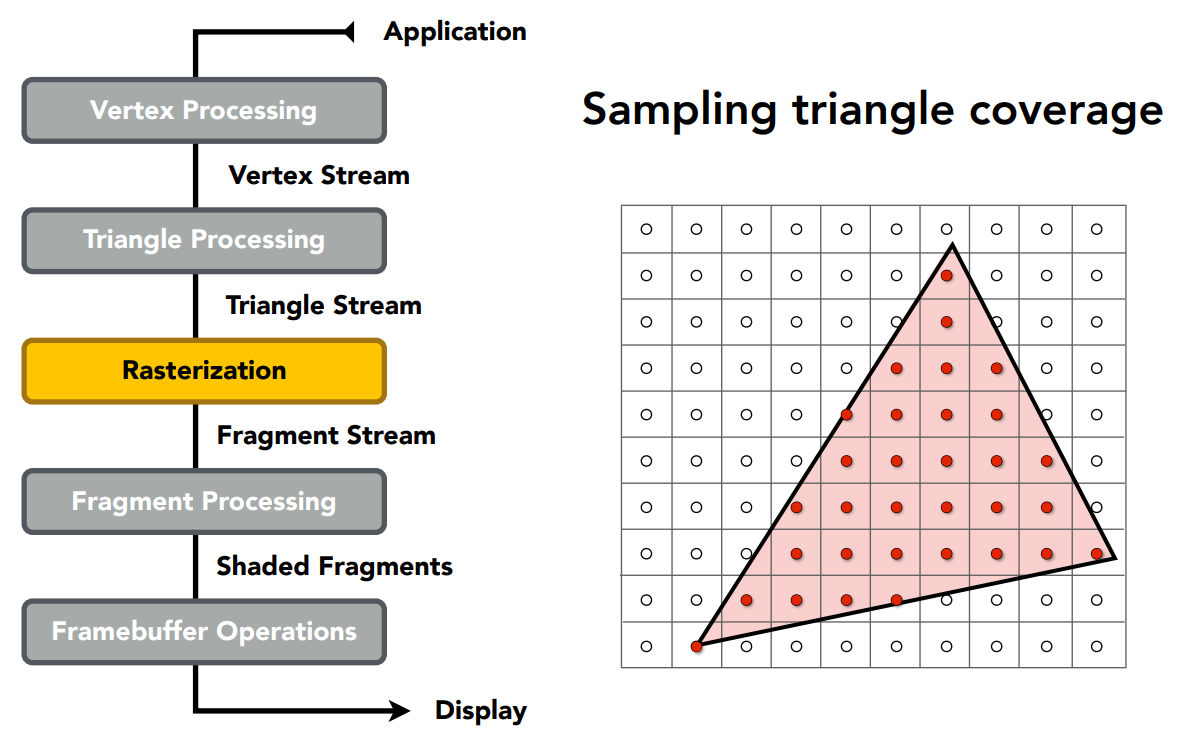 Application
Vertex Processing
Vertex Stream
Triangle Processing
Triangle Stream
Rasterization
Fragment Stream
Fragment Processing
Shaded Fragments
Framebuffer Operations
Display
Sampling triangle coverage